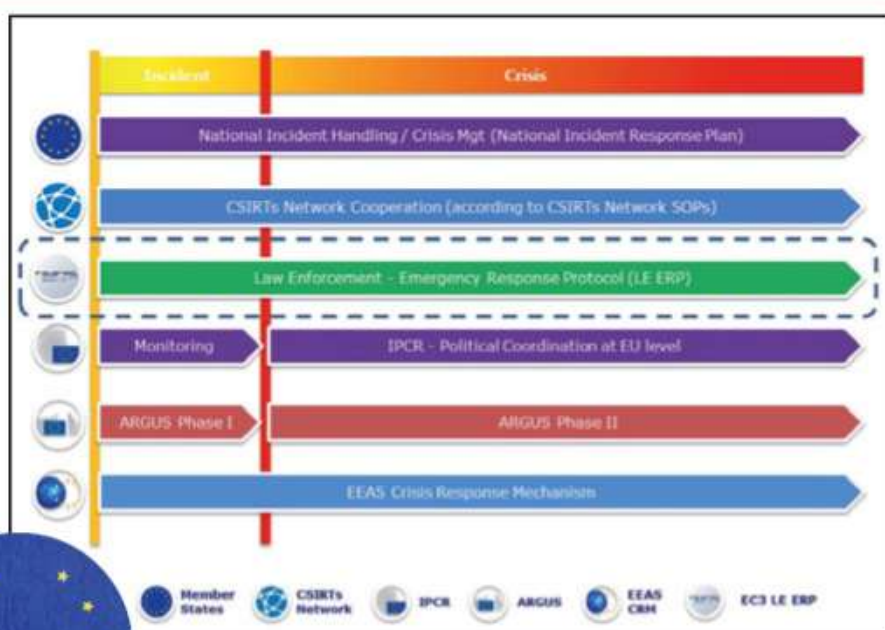 Incident Crisis
National Incident Handling / Crisis Mgt (National Incident Response Plan)
CSIRTs Network Cooperation (according to CSIRTs Network SOPs)
Law Enforcement - Emergency Response Protocol (LE ERP)
Monitoring IPCR - Political Coordination at EU level
ARGUS Phase I ARGUS Phase II
EEAS Crisis Response Mechanism
Member States
CSIRTs Network
IPCR
ARGUS
EEAS CRM
EC3 LE ERP